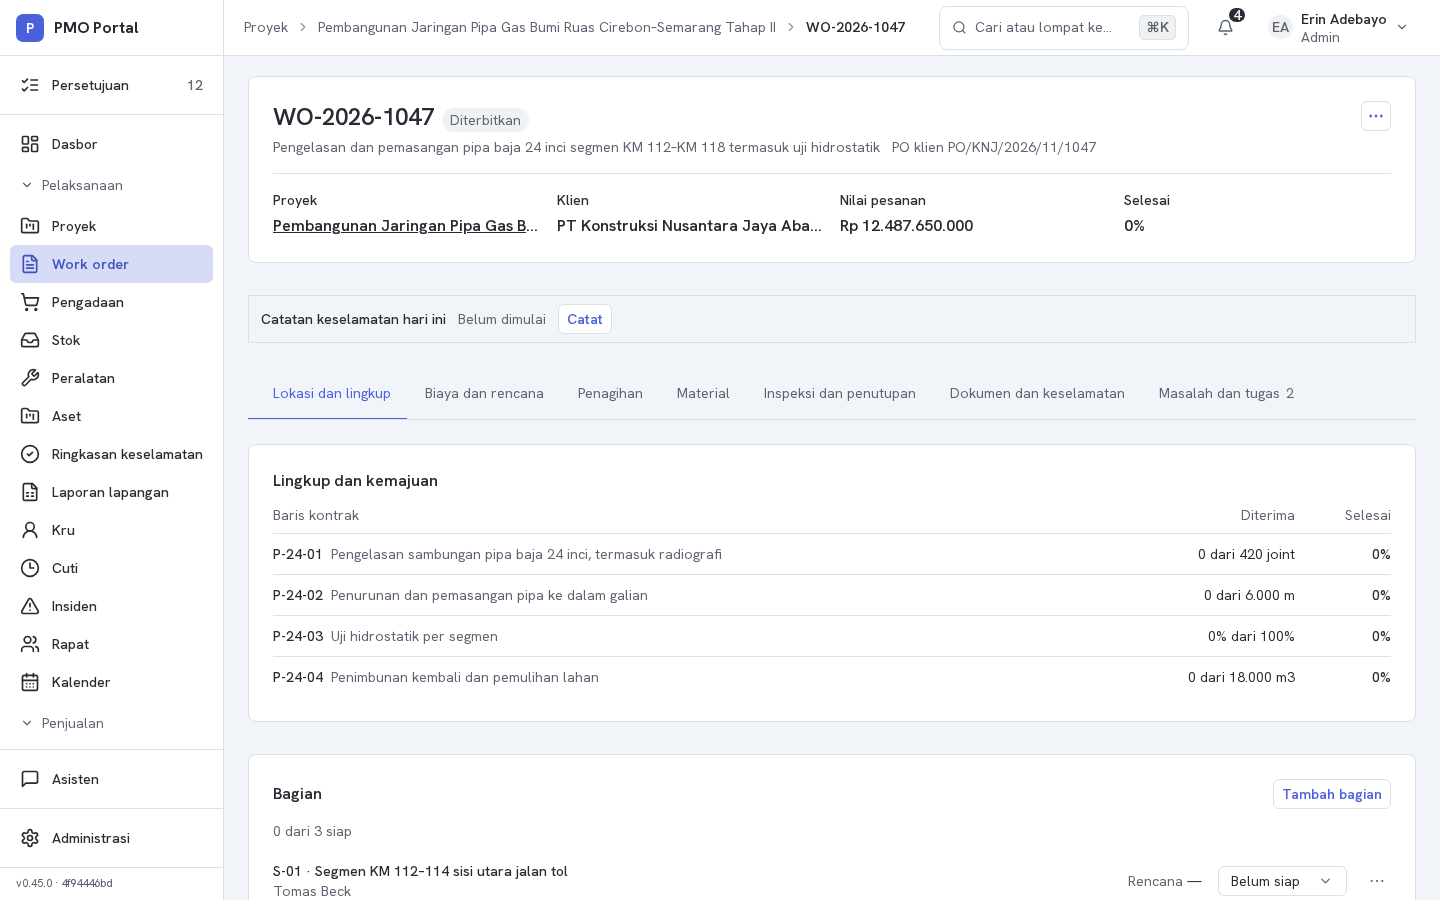 P PMO Portal
Proyek > Pembangunan Jaringan Pipa Gas Bumi Ruas Cirebon–Semarang Tahap II > WO-2026-1047
Cari atau lompat ke... ⌘K
4
EA Erin Adebayo
Admin
Persetujuan 12
Dasbor
Pelaksanaan
Proyek
Work order
Pengadaan
Stok
Peralatan
Aset
Ringkasan keselamatan
Laporan lapangan
Kru
Cuti
Insiden
Rapat
Kalender
Penjualan
Asisten
Administrasi
v0.45.0 · 4f94446bd
WO-2026-1047 Diterbitkan
Pengelasan dan pemasangan pipa baja 24 inci segmen KM 112–KM 118 termasuk uji hidrostatik PO klien PO/KNJ/2026/11/1047
Proyek Klien Nilai pesanan Selesai
Pembangunan Jaringan Pipa Gas B... PT Konstruksi Nusantara Jaya Aba... Rp 12.487.650.000 0%
Catatan keselamatan hari ini Belum dimulai Catat
Lokasi dan lingkup Biaya dan rencana Penagihan Material Inspeksi dan penutupan Dokumen dan keselamatan Masalah dan tugas 2
Lingkup dan kemajuan
Baris kontrak Diterima Selesai
P-24-01 Pengelasan sambungan pipa baja 24 inci, termasuk radiografi 0 dari 420 joint 0%
P-24-02 Penurunan dan pemasangan pipa ke dalam galian 0 dari 6.000 m 0%
P-24-03 Uji hidrostatik per segmen 0% dari 100% 0%
P-24-04 Penimbunan kembali dan pemulihan lahan 0 dari 18.000 m3 0%
Bagian Tambah bagian
0 dari 3 siap
S-01 · Segmen KM 112–114 sisi utara jalan tol
Tomas Beck
Rencana — Belum siap